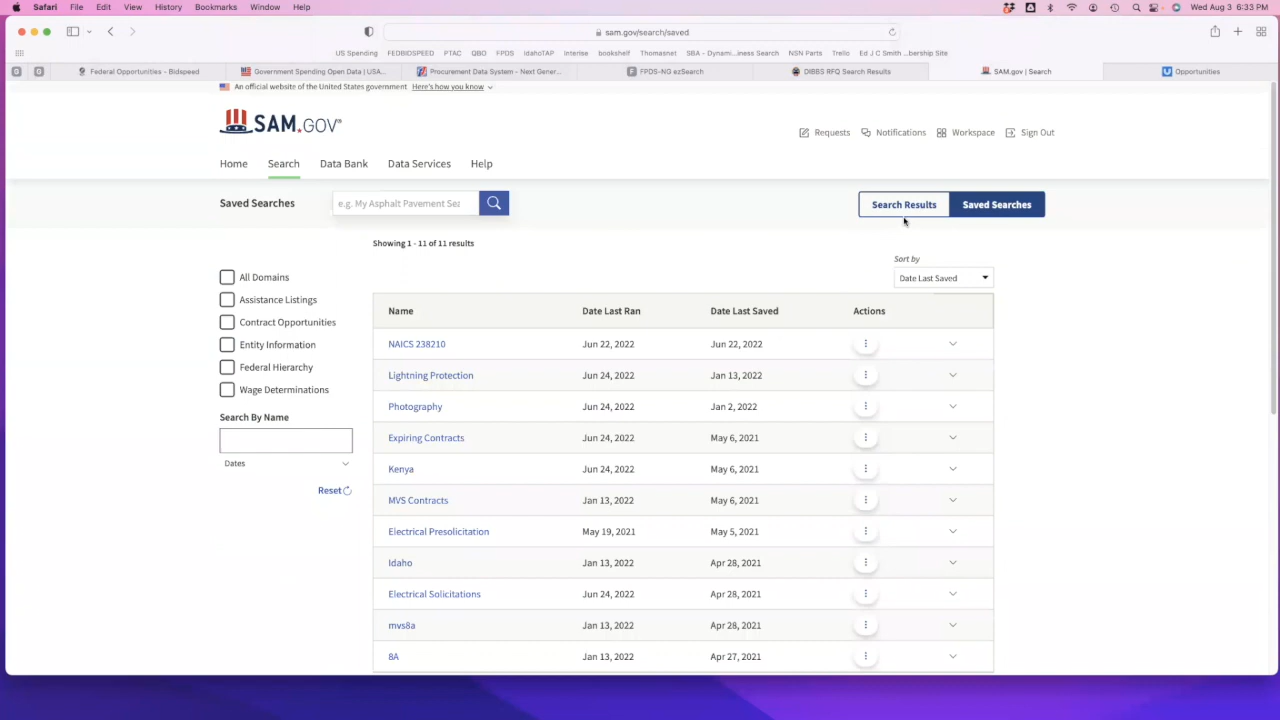 Safari File Edit View History Bookmarks Window Help Wed Aug 3 6:33 PM
sam.gov/search/saved
US Spending FEDBIDSPEED PTAC QBO FPDS IdahoTAP Interise bookshelf Thomasnet SBA - Dynami...iness Search NSN Parts Trello Ed J C Smith ...bership Site
Federal Opportunities - Bidspeed Government Spending Open Data | USA... Procurement Data System - Next Gener... FPDS-NG ezSearch DIBBS RFQ Search Results SAM.gov | Search Opportunities
An official website of the United States government Here's how you know
SAM.GOV®
Requests Notifications Workspace Sign Out
Home Search Data Bank Data Services Help
Saved Searches e.g. My Asphalt Pavement Sea Search Results Saved Searches
Showing 1 - 11 of 11 results
Sort by
Date Last Saved
All Domains
Assistance Listings
Contract Opportunities
Entity Information
Federal Hierarchy
Wage Determinations
Search By Name
Dates
Reset
Name Date Last Ran Date Last Saved Actions
NAICS 238210 Jun 22, 2022 Jun 22, 2022
Lightning Protection Jun 24, 2022 Jan 13, 2022
Photography Jun 24, 2022 Jan 2, 2022
Expiring Contracts Jun 24, 2022 May 6, 2021
Kenya Jun 24, 2022 May 6, 2021
MVS Contracts Jan 13, 2022 May 6, 2021
Electrical Presolicitation May 19, 2021 May 5, 2021
Idaho Jan 13, 2022 Apr 28, 2021
Electrical Solicitations Jun 24, 2022 Apr 28, 2021
mvs8a Jan 13, 2022 Apr 28, 2021
8A Jan 13, 2022 Apr 27, 2021